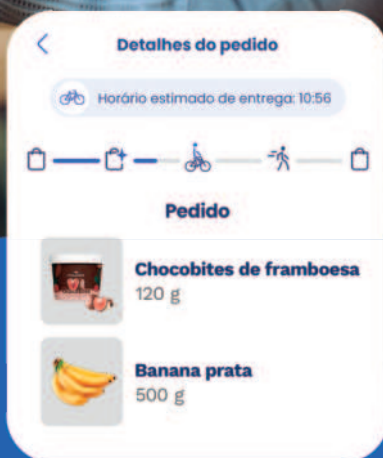 Detalhes do pedido
Horário estimado de entrega: 10:56
Pedido
Chocobites de framboesa
120 g
Banana prata
500 g